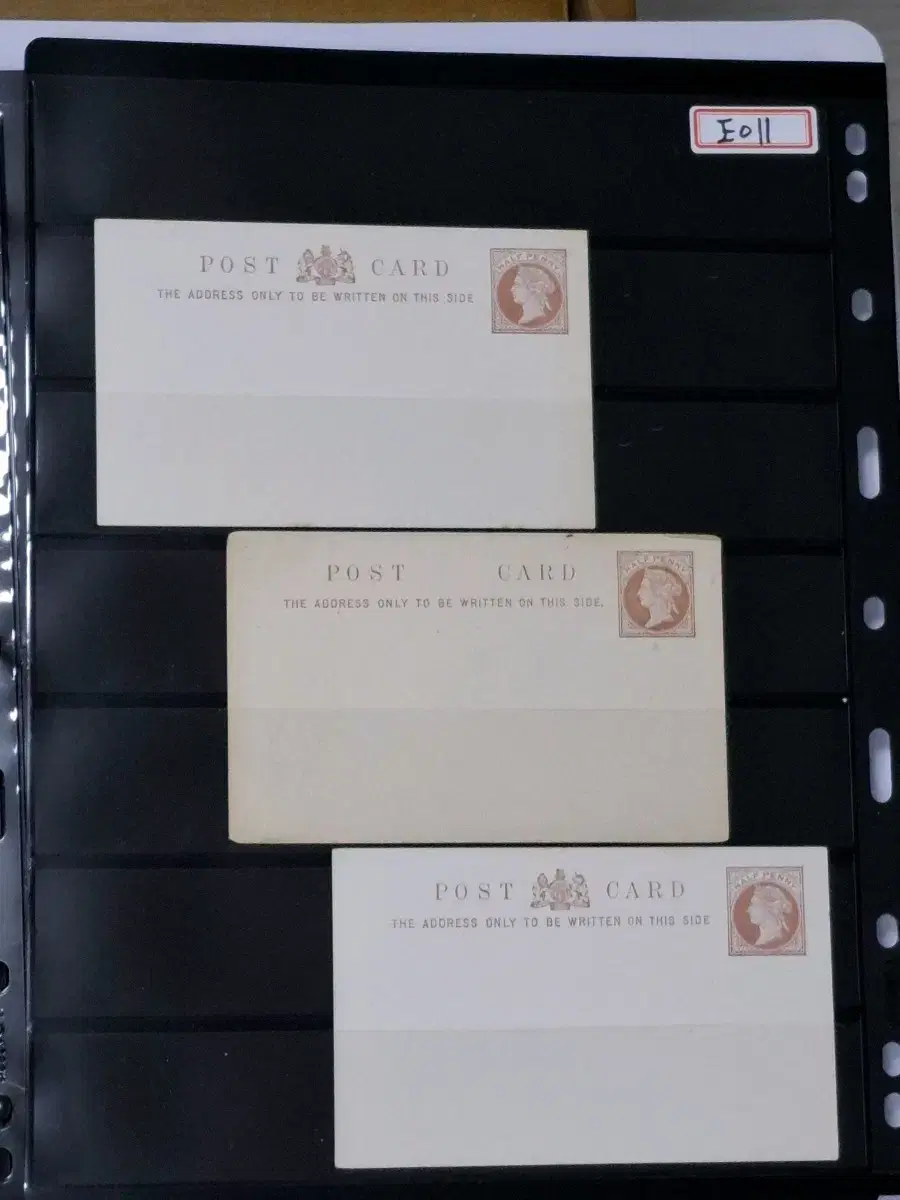 E011
POST CARD
THE ADDRESS ONLY TO BE WRITTEN ON THIS SIDE
HALF PENNY
POST CARD
THE ADDRESS ONLY TO BE WRITTEN ON THIS SIDE.
HALF PENNY
POST CARD
THE ADDRESS ONLY TO BE WRITTEN ON THIS SIDE
HALF PENNY